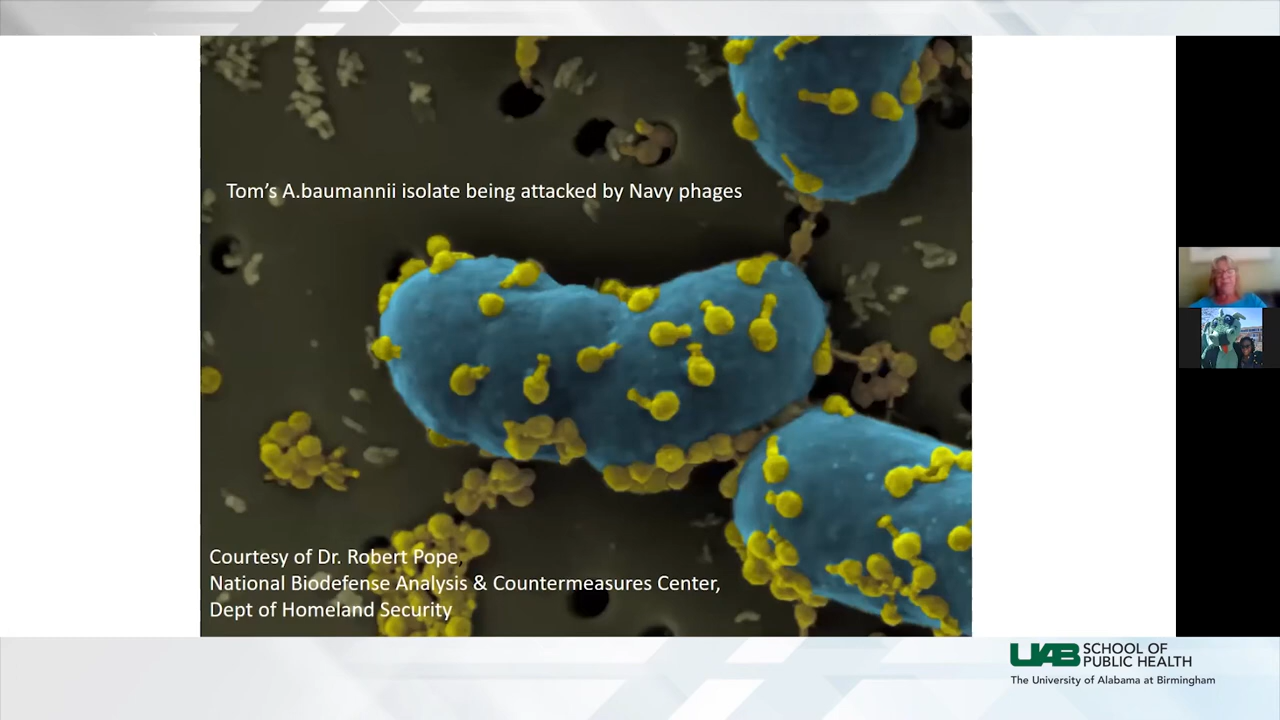 Tom's A.baumannii isolate being attacked by Navy phages
Courtesy of Dr. Robert Pope,
National Biodefense Analysis & Countermeasures Center,
Dept of Homeland Security
UAB SCHOOL OF
PUBLIC HEALTH
The University of Alabama at Birmingham